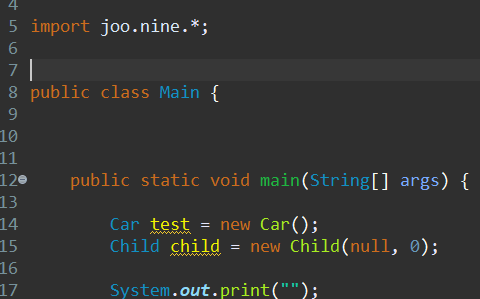 4
5 import joo.nine.*;
6
7
8 public class Main {
9
10
11
12 public static void main(String[] args) {
13
14 Car test = new Car();
15 Child child = new Child(null, 0);
16
17 System.out.print("");